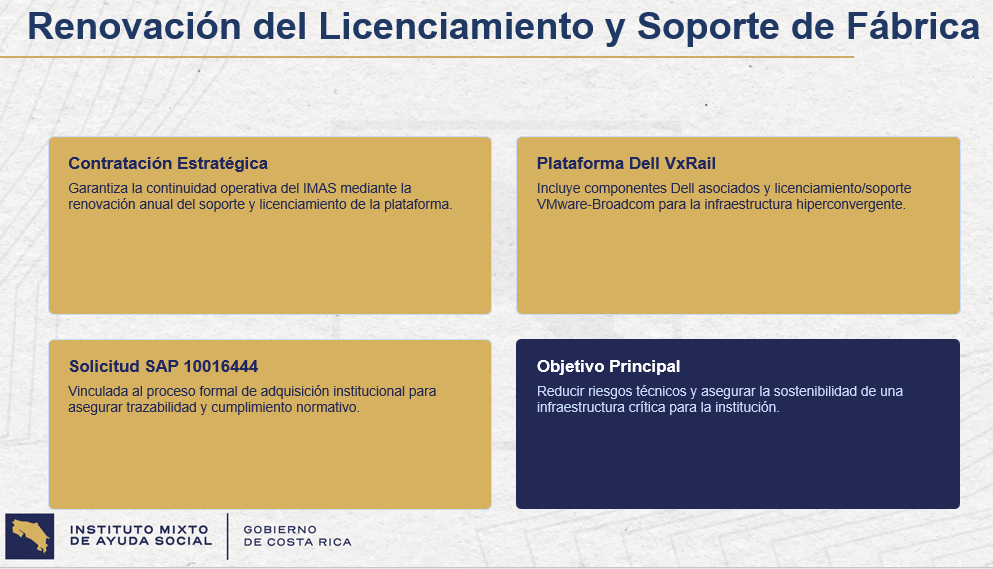 Renovación del Licenciamiento y Soporte de Fábrica
Contratación Estratégica
Garantiza la continuidad operativa del IMAS mediante la
renovación anual del soporte y licenciamiento de la plataforma.
Plataforma Dell VxRail
Incluye componentes Dell asociados y licenciamiento/soporte
VMware-Broadcom para la infraestructura hiperconvergente.
Solicitud SAP 10016444
Vinculada al proceso formal de adquisición institucional para
asegurar trazabilidad y cumplimiento normativo.
Objetivo Principal
Reducir riesgos técnicos y asegurar la sostenibilidad de una
infraestructura crítica para la institución.
INSTITUTO MIXTO
DE AYUDA SOCIAL
GOBIERNO
DE COSTA RICA